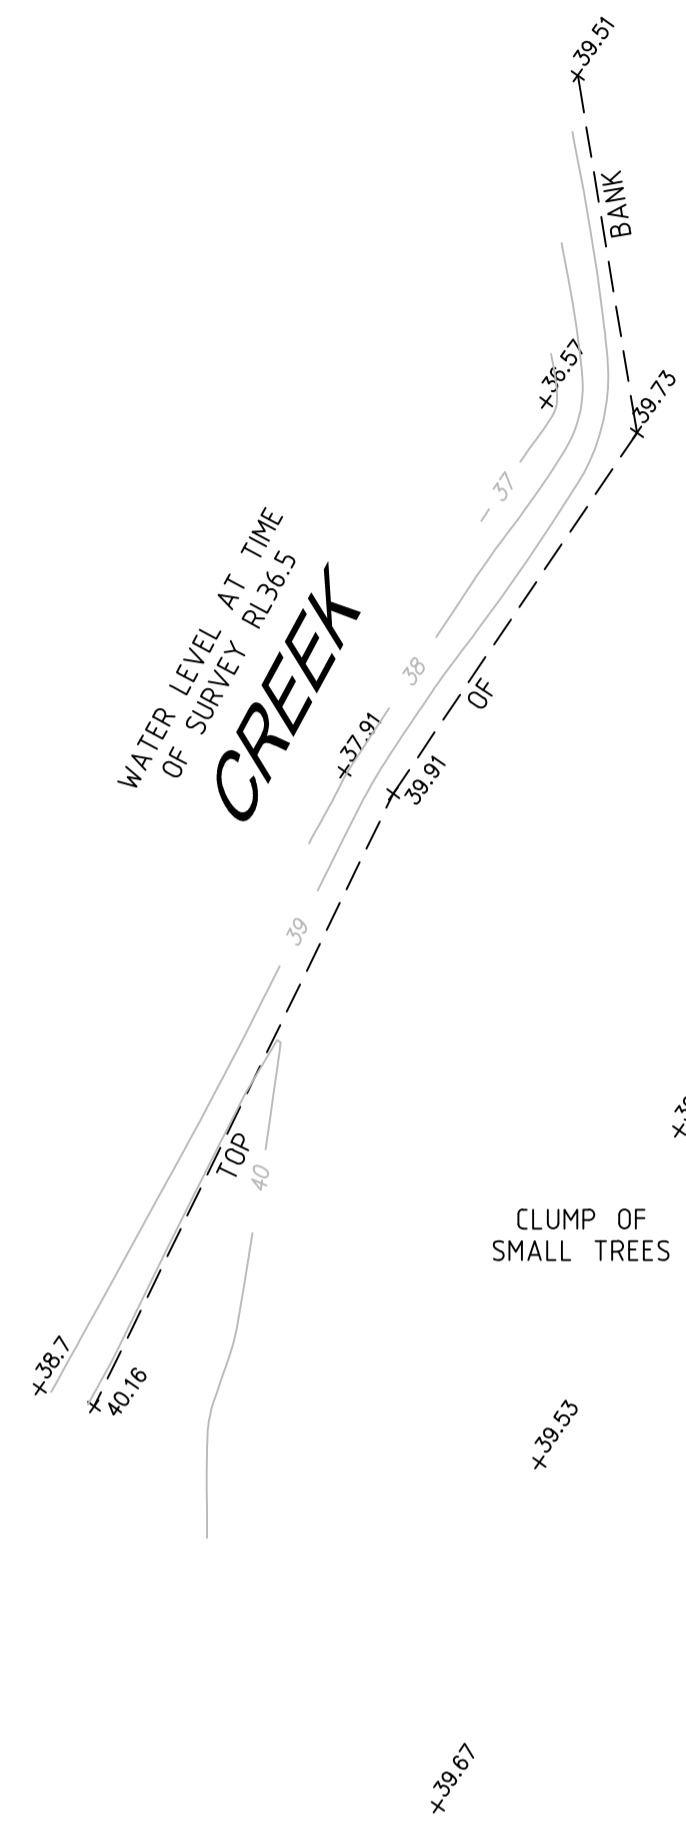 +39.51
BANK
+36.57
+39.73
37
WATER LEVEL AT TIME
OF SURVEY RL36.5
CREEK
38
OF
+37.91
39.91
39
TOP
40
CLUMP OF
SMALL TREES
+38.7
40.16
+39.53
+39.67